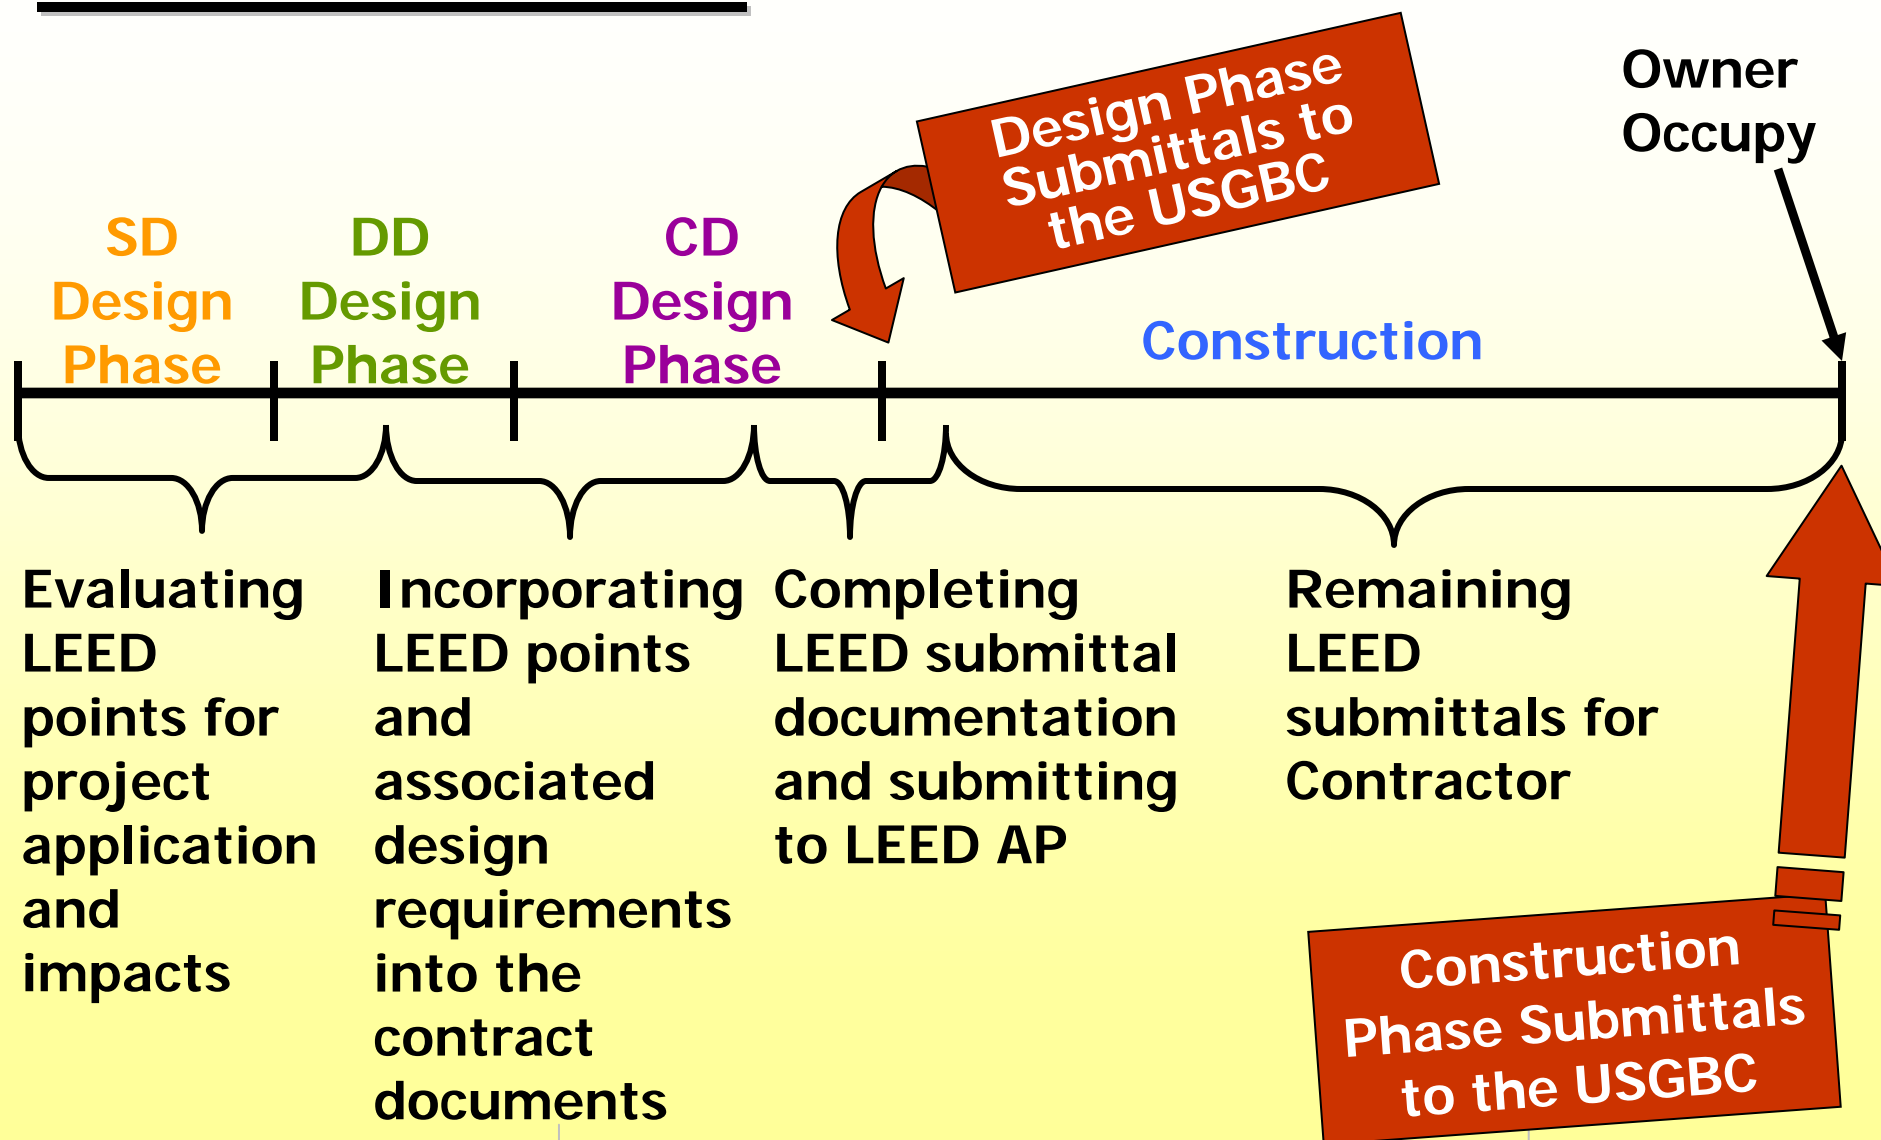 Design Phase
Submittals to
the USGBC
Owner
Occupy
SD
Design
Phase
DD
Design
Phase
CD
Design
Phase
Construction
Evaluating
LEED
points for
project
application
and
impacts
Incorporating
LEED points
and
associated
design
requirements
into the
contract
documents
Completing
LEED submittal
documentation
and submitting
to LEED AP
Remaining
LEED
submittals for
Contractor
Construction
Phase Submittals
to the USGBC